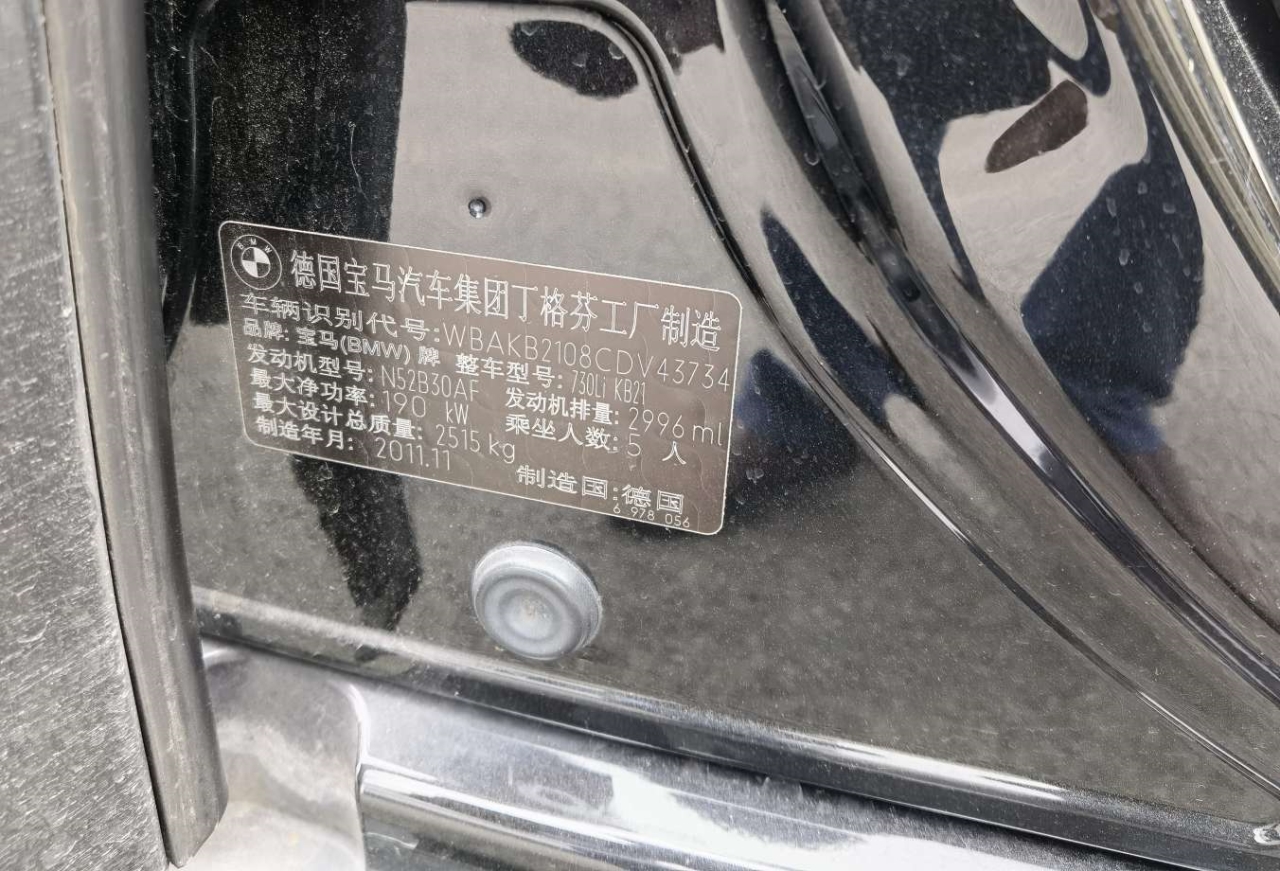 BMW
德国宝马汽车集团丁格芬工厂制造
车辆识别代号:WBAKB2108CDV43734
品牌: 宝马(BMW) 牌 整车型号: 730Li KB21
发动机型号: N52B30AF 发动机排量: 2996 ml
最大净功率: 190 kW 乘坐人数: 5 人
最大设计总质量: 2515 kg
制造年月: 2011.11 制造国:德国
6 978 056